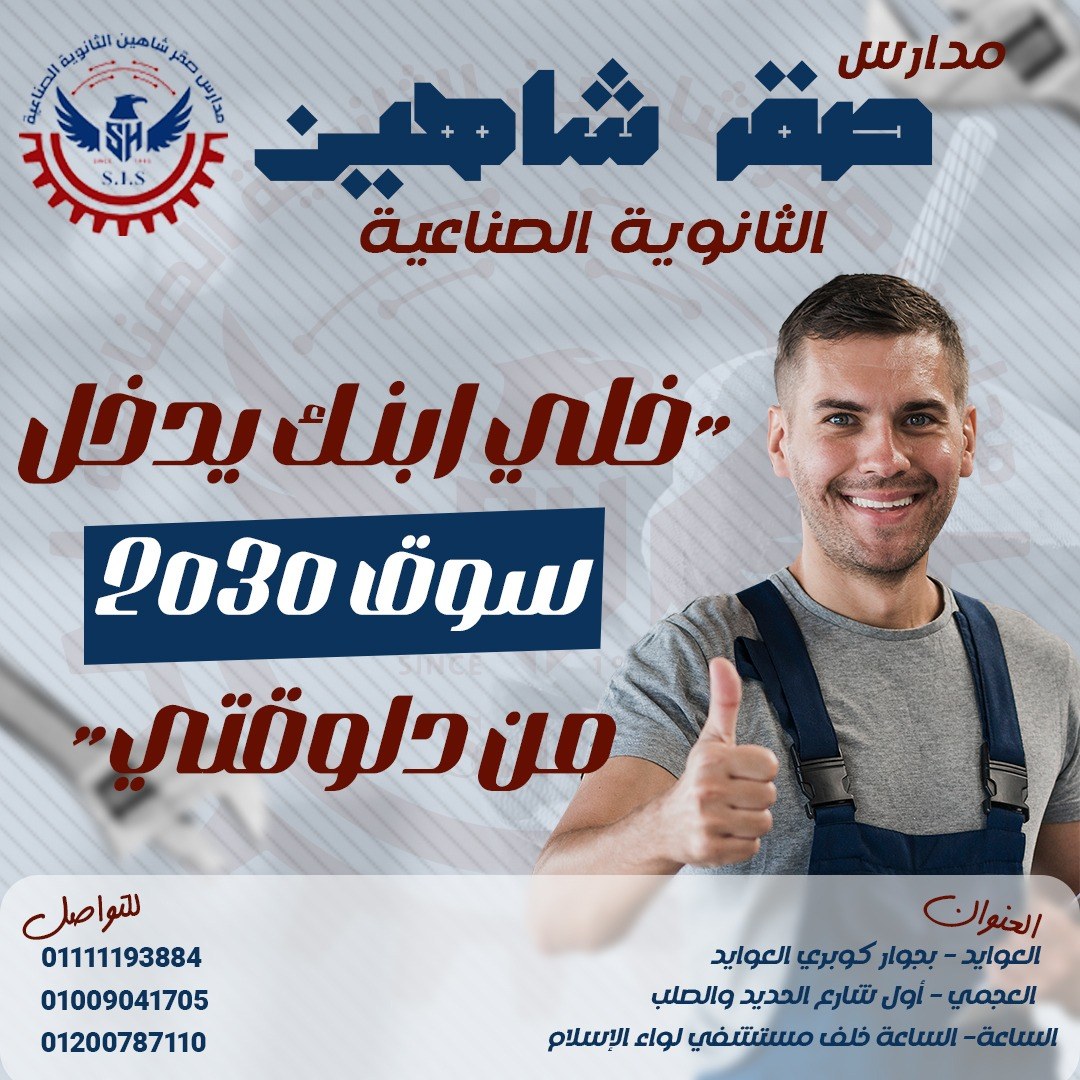 مدارس صقر شاهين الثانوية الصناعية
SH
SINCE 1995
S.I.S
مدارس
صقر شاهين
الثانوية الصناعية
"خلي ابنك يدخل
سوق 2030
من دلوقتي"
العنوان
العوايد - بجوار كوبري العوايد
العجمي - أول شارع الحديد والصلب
الساعة- الساعة خلف مستشفي لواء الإسلام
للتواصل
01111193884
01009041705
01200787110